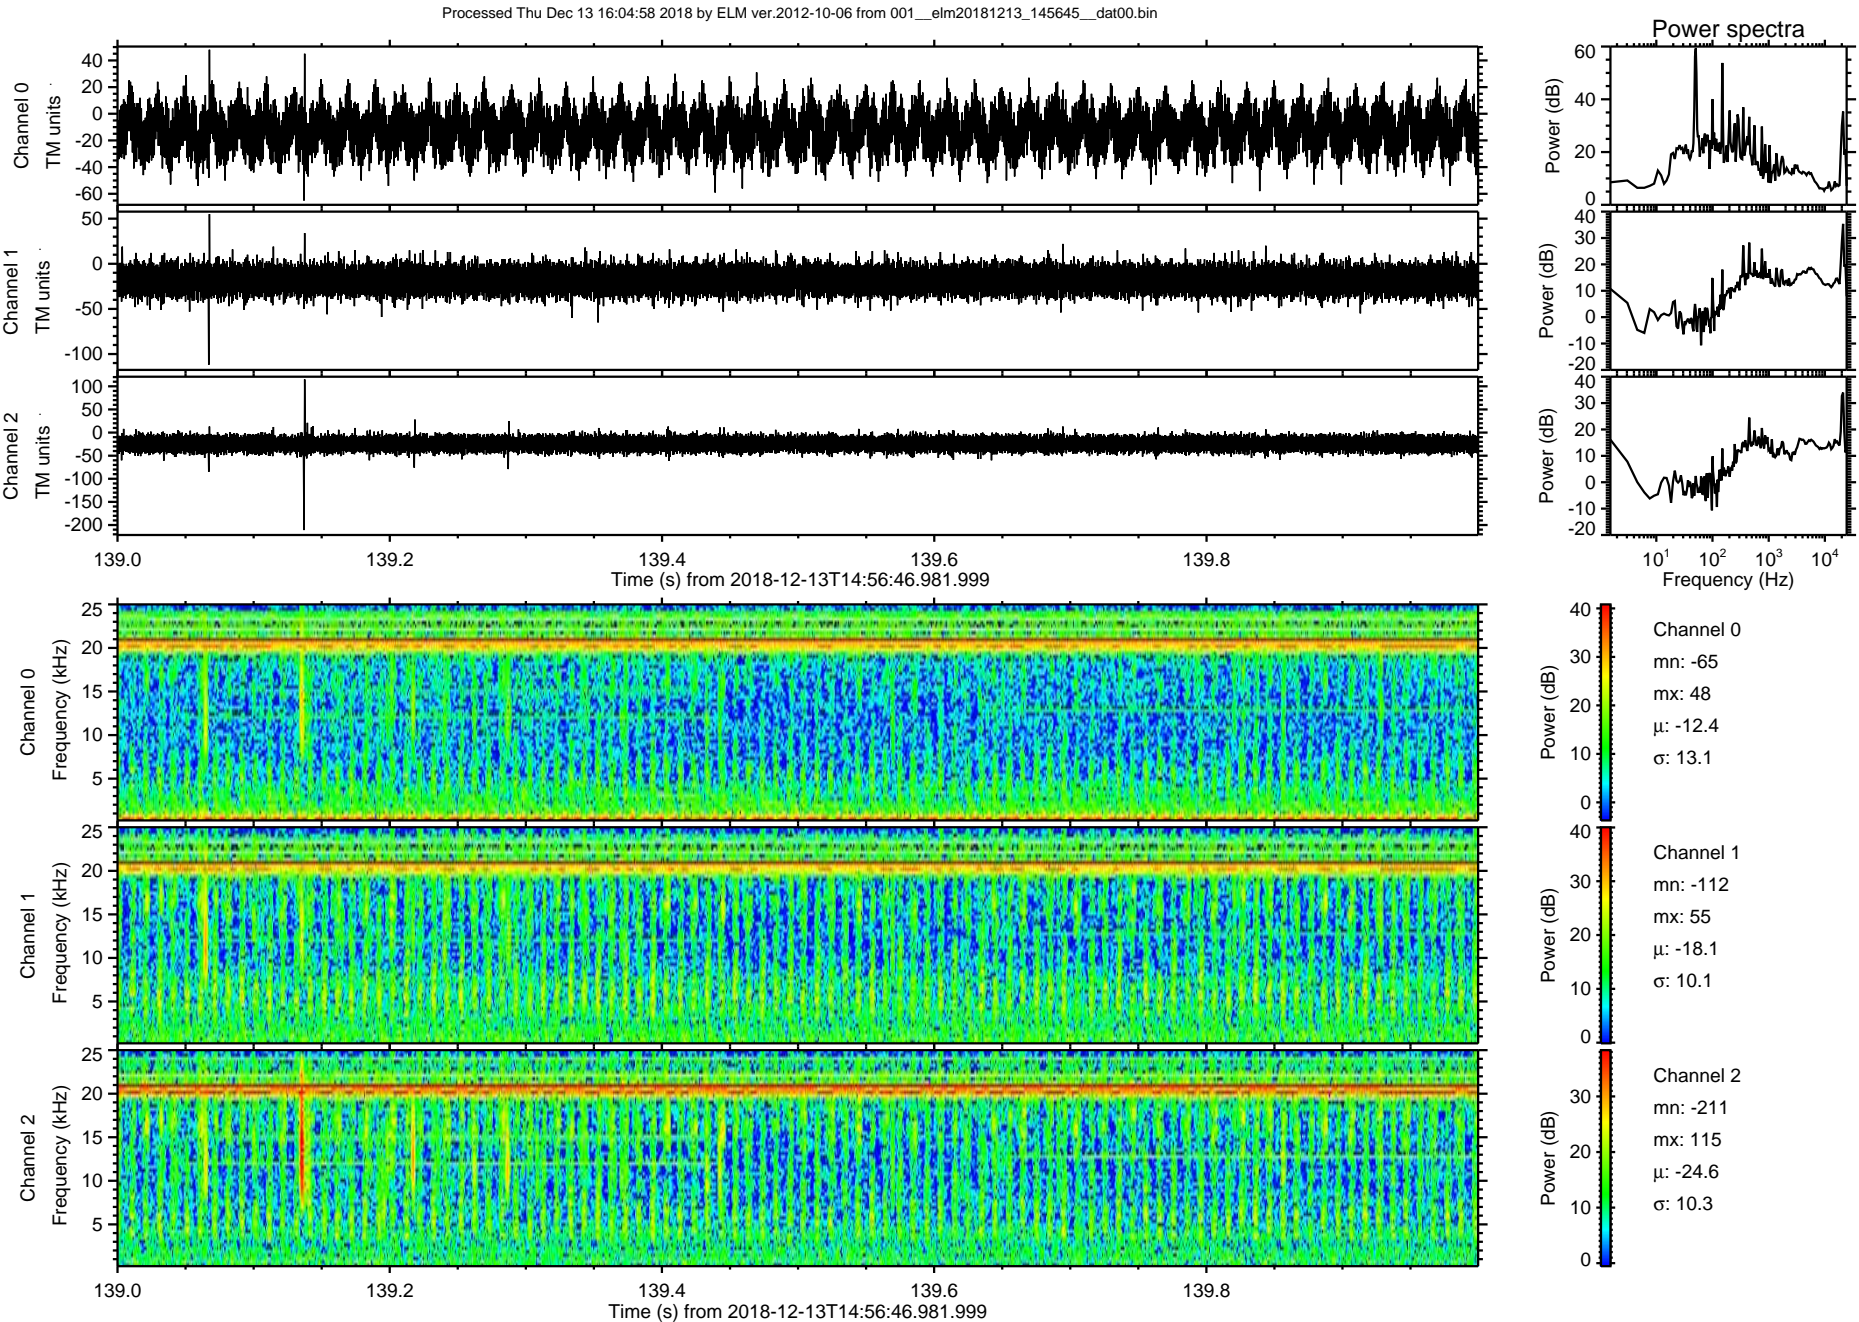 Processed Thu Dec 13 16:04:58 2018 by ELM ver.2012-10-06 from 001__elm20181213_145645__dat00.bin
Power spectra
Channel 0
TM units
40
20
0
-20
-40
-60
Power (dB)
60
40
20
0
Channel 1
TM units
50
0
-50
-100
Power (dB)
40
30
20
10
0
-10
-20
Channel 2
TM units
100
50
0
-50
-100
-150
-200
Power (dB)
40
30
20
10
0
-10
-20
139.0 139.2 139.4 139.6 139.8
Time (s) from 2018-12-13T14:56:46.981.999
10¹ 10² 10³ 10⁴
Frequency (Hz)
Channel 0
Frequency (kHz)
25
20
15
10
5
Power (dB)
40
30
20
10
0
Channel 0
mn: -65
mx: 48
µ: -12.4
σ: 13.1
Channel 1
Frequency (kHz)
25
20
15
10
5
Power (dB)
40
30
20
10
0
Channel 1
mn: -112
mx: 55
µ: -18.1
σ: 10.1
Channel 2
Frequency (kHz)
25
20
15
10
5
Power (dB)
30
20
10
0
Channel 2
mn: -211
mx: 115
µ: -24.6
σ: 10.3
139.0 139.2 139.4 139.6 139.8
Time (s) from 2018-12-13T14:56:46.981.999